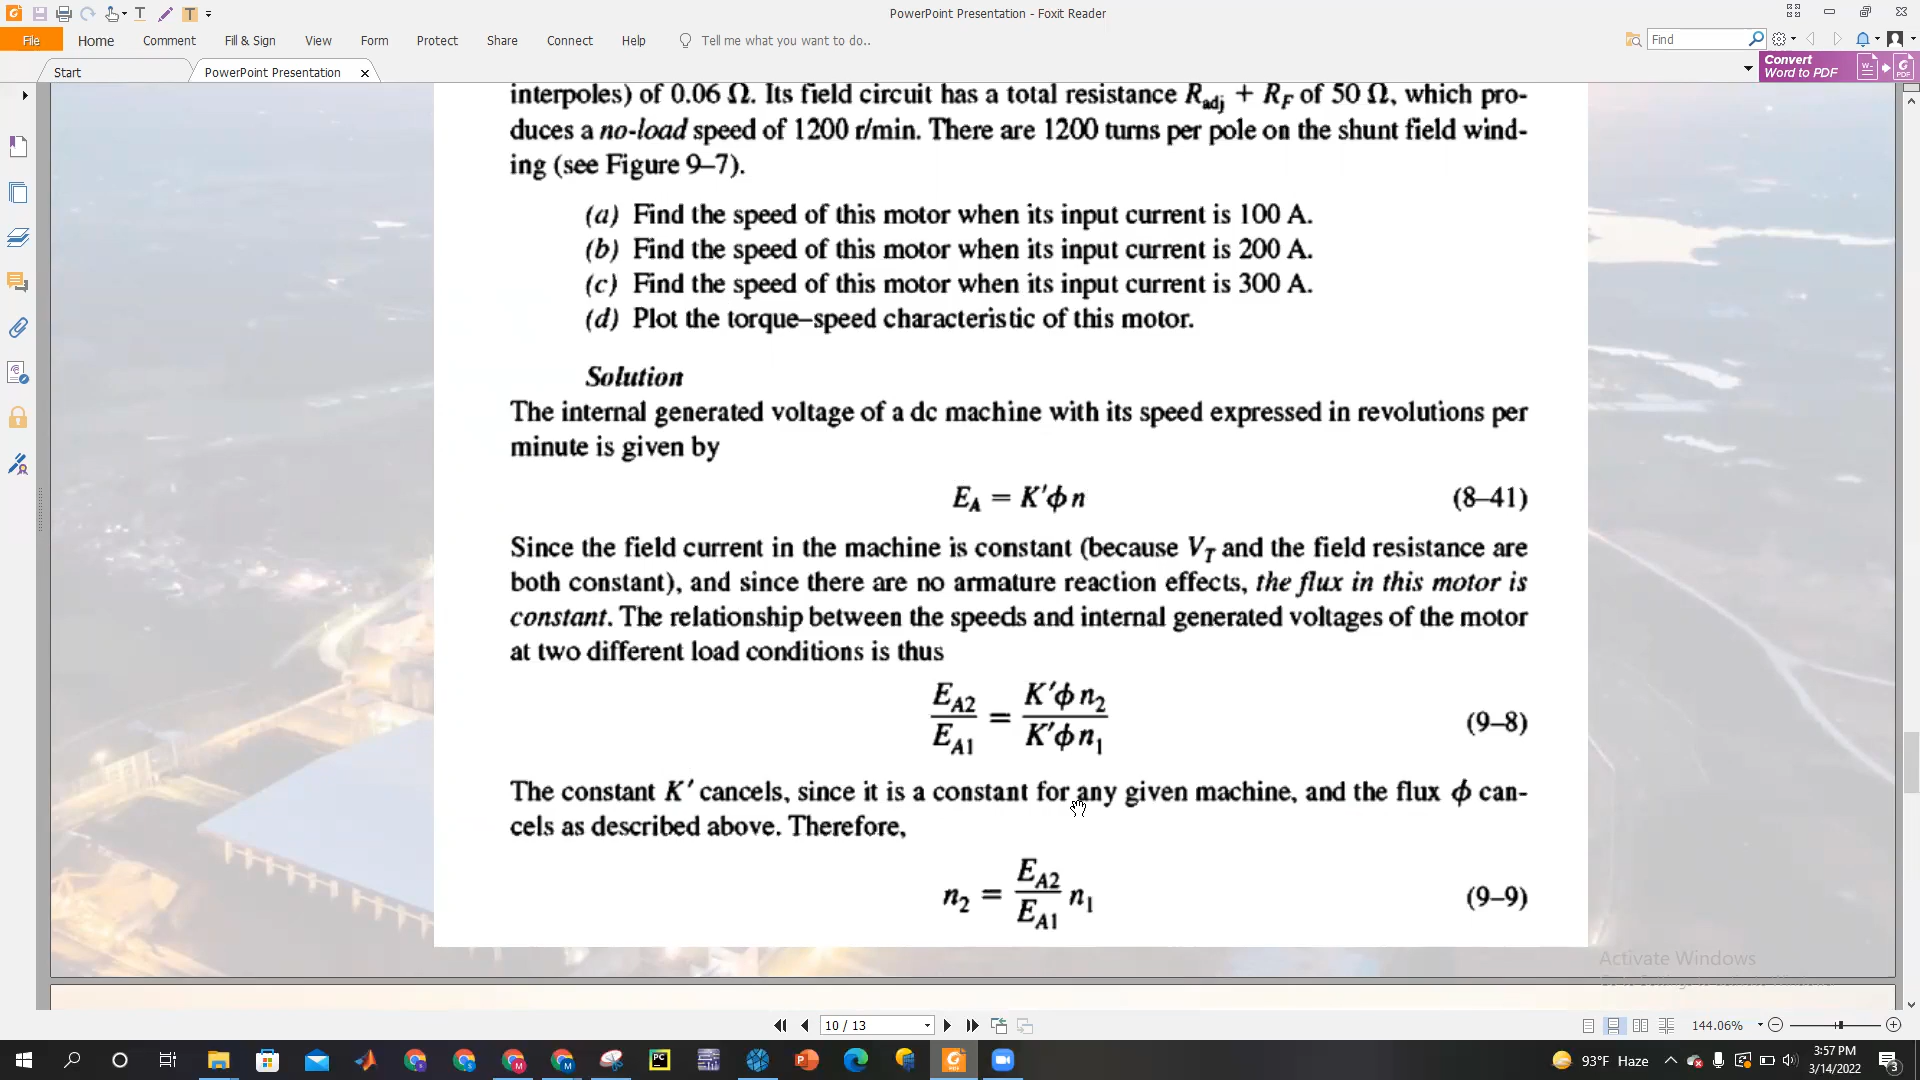 PowerPoint Presentation - Foxit Reader
File Home Comment Fill & Sign View Form Protect Share Connect Help Tell me what you want to do.. Find
Start PowerPoint Presentation Convert
Word to PDF
interpoles) of 0.06 Ω. Its field circuit has a total resistance R_adj + R_F of 50 Ω, which pro-
duces a no-load speed of 1200 r/min. There are 1200 turns per pole on the shunt field wind-
ing (see Figure 9–7).
(a) Find the speed of this motor when its input current is 100 A.
(b) Find the speed of this motor when its input current is 200 A.
(c) Find the speed of this motor when its input current is 300 A.
(d) Plot the torque–speed characteristic of this motor.
Solution
The internal generated voltage of a dc machine with its speed expressed in revolutions per
minute is given by
E_A = K'ϕn (8–41)
Since the field current in the machine is constant (because V_T and the field resistance are
both constant), and since there are no armature reaction effects, the flux in this motor is
constant. The relationship between the speeds and internal generated voltages of the motor
at two different load conditions is thus
E_A2/E_A1 = K'ϕn_2/K'ϕn_1 (9–8)
The constant K' cancels, since it is a constant for any given machine, and the flux ϕ can-
cels as described above. Therefore,
n_2 = E_A2/E_A1 n_1 (9–9)
Activate Windows
10 / 13 144.06%
93°F Haze 3:57 PM
3/14/2022